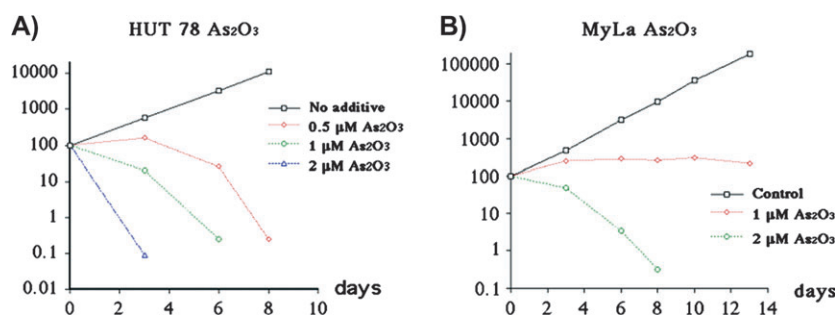 A)
HUT 78 As₂O₃
10000
1000
100
10
1
0.1
0.01
0 2 4 6 8 10
days
No additive
0.5 μM As₂O₃
1 μM As₂O₃
2 μM As₂O₃
B)
MyLa As₂O₃
100000
10000
1000
100
10
1
0.1
0 2 4 6 8 10 12 14
days
Control
1 μM As₂O₃
2 μM As₂O₃